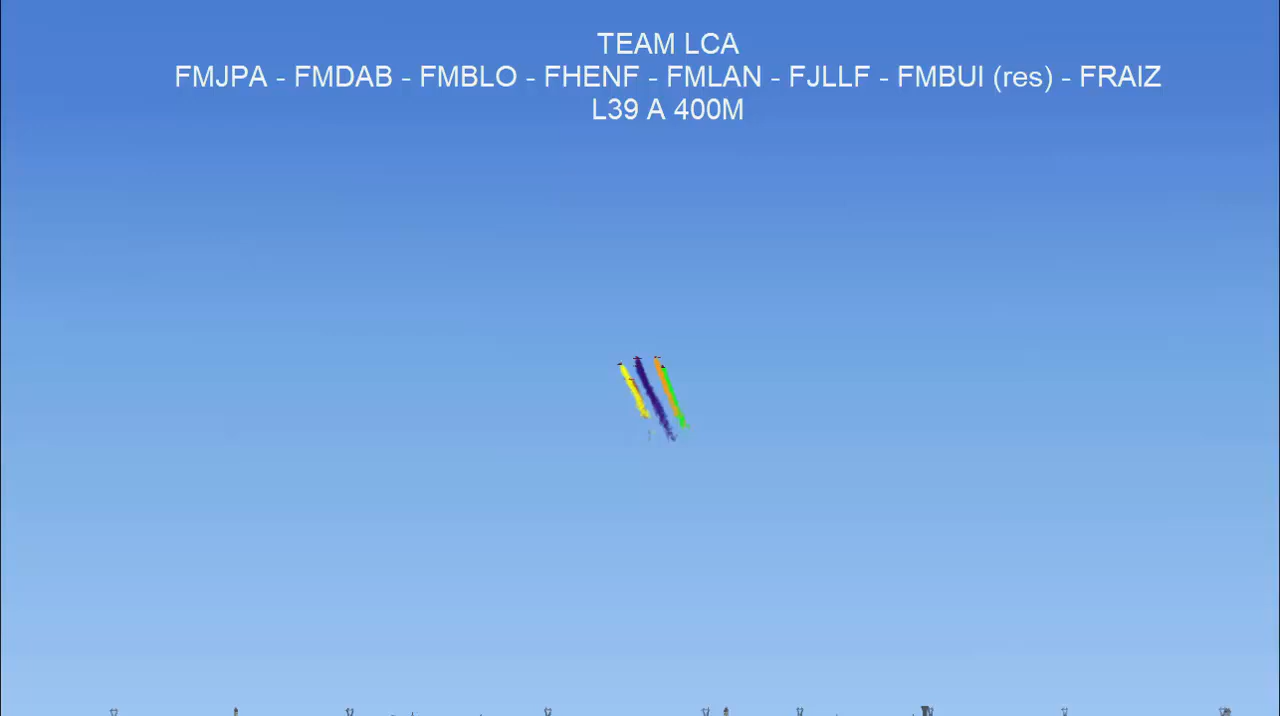 TEAM LCA
FMJPA - FMDAB - FMBLO - FHENF - FMLAN - FJLLF - FMBUI (res) - FRAIZ
L39 A 400M